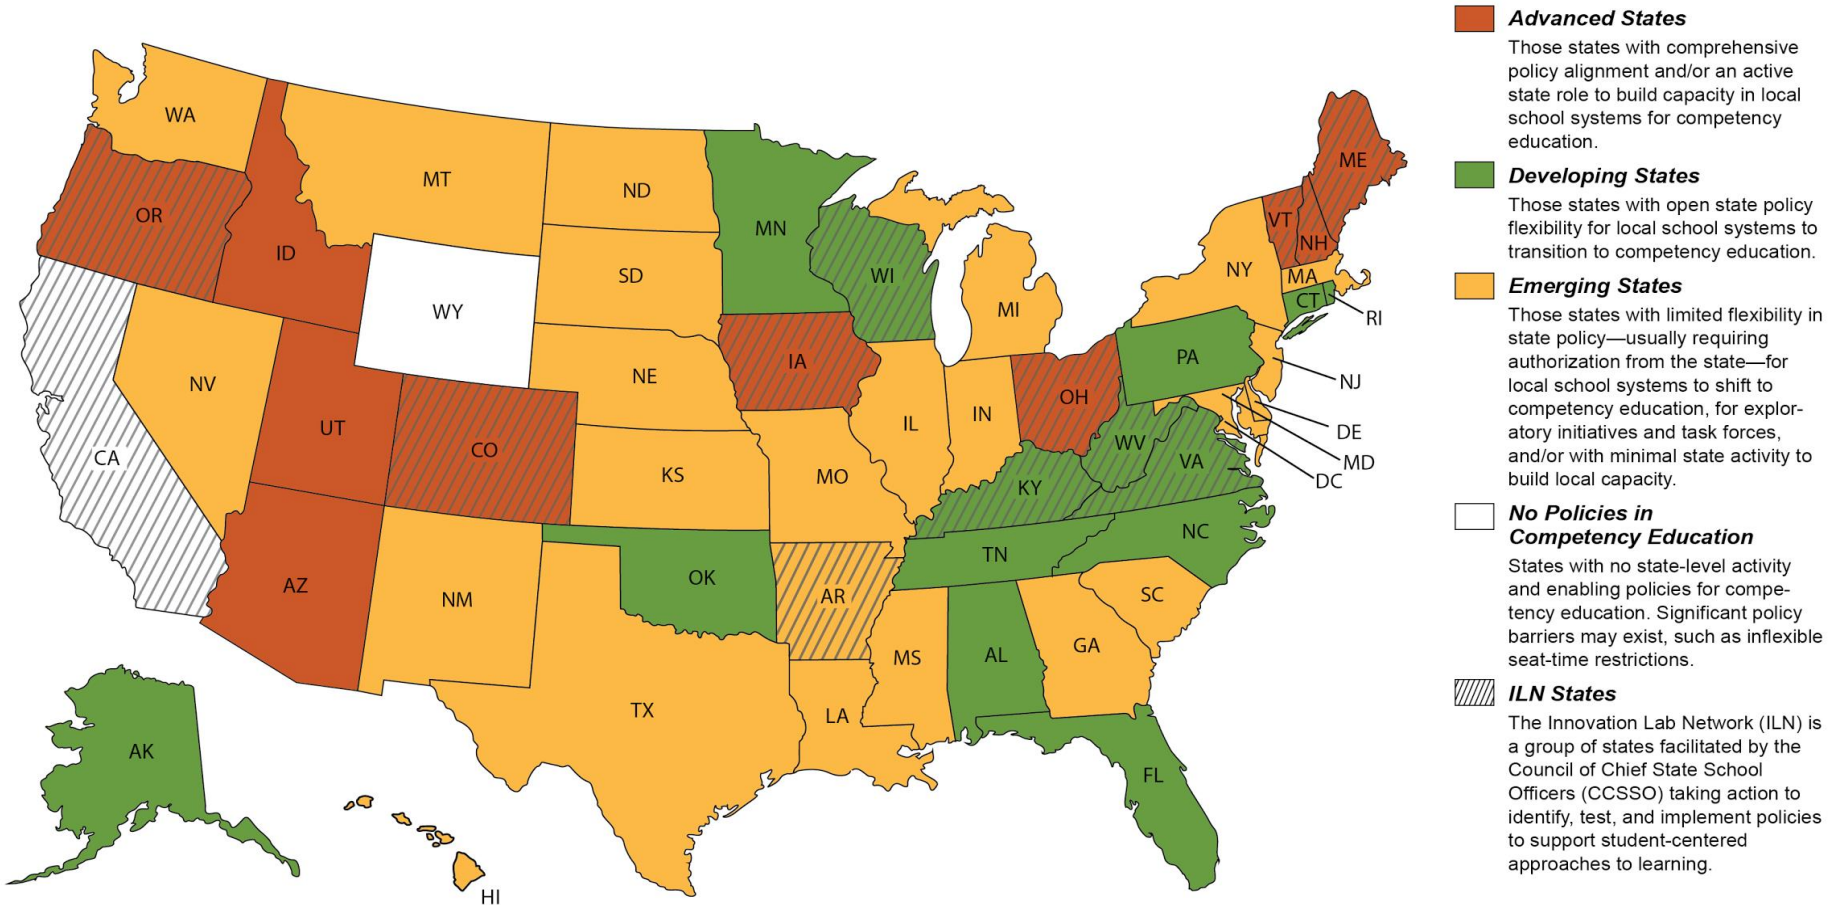 WA
OR
ID
MT
ND
MN
WI
SD
WY
CA
NV
UT
CO
NE
IA
KS
MO
IL
IN
MI
OH
KY
WV
VA
PA
NY
VT
NH
ME
MA
CT
RI
NJ
DE
MD
DC
NC
TN
SC
GA
AL
MS
AR
LA
OK
TX
NM
AZ
FL
AK
HI
Advanced States
Those states with comprehensive
policy alignment and/or an active
state role to build capacity in local
school systems for competency
education.
Developing States
Those states with open state policy
flexibility for local school systems to
transition to competency education.
Emerging States
Those states with limited flexibility in
state policy—usually requiring
authorization from the state—for
local school systems to shift to
competency education, for explor-
atory initiatives and task forces,
and/or with minimal state activity to
build local capacity.
No Policies in
Competency Education
States with no state-level activity
and enabling policies for compe-
tency education. Significant policy
barriers may exist, such as inflexible
seat-time restrictions.
ILN States
The Innovation Lab Network (ILN) is
a group of states facilitated by the
Council of Chief State School
Officers (CCSSO) taking action to
identify, test, and implement policies
to support student-centered
approaches to learning.